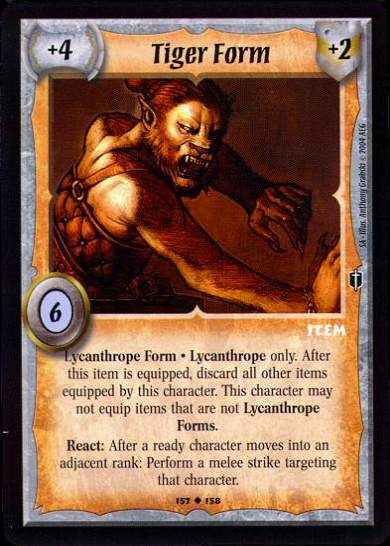 +4
Tiger Form
+2
SA • Illus. Anthony Grabski © 2004 AEG
6
ITEM
Lycanthrope Form • Lycanthrope only. After
this item is equipped, discard all other items
equipped by this character. This character may
not equip items that are not Lycanthrope
Forms.
React: After a ready character moves into an
adjacent rank: Perform a melee strike targeting
that character.
157 ◆ 158